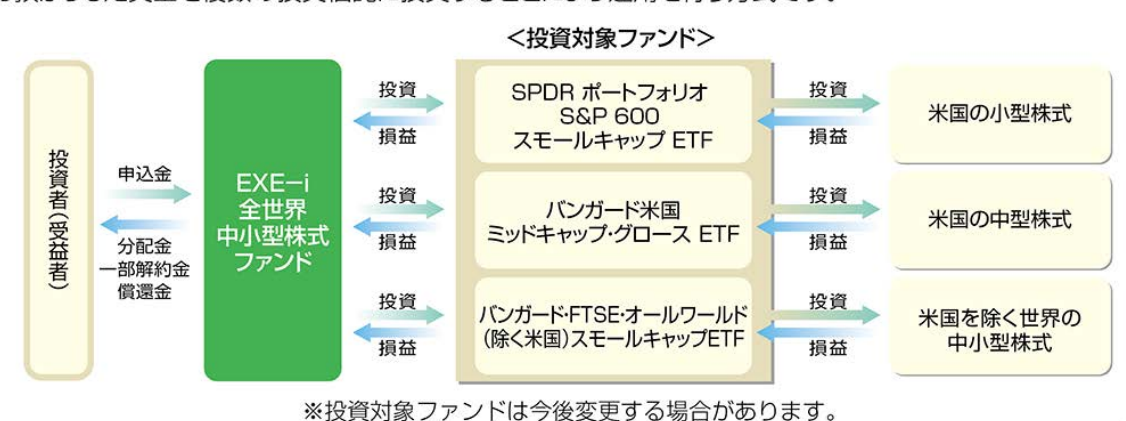 ＜投資対象ファンド＞
投資者(受益者)
申込金
分配金
一部解約金
償還金
EXE-i
全世界
中小型株式
ファンド
投資
損益
SPDR ポートフォリオ
S&P 600
スモールキャップ ETF
投資
損益
米国の小型株式
投資
損益
バンガード米国
ミッドキャップ・グロース ETF
投資
損益
米国の中型株式
投資
損益
バンガード・FTSE・オールワールド
(除く米国)スモールキャップETF
投資
損益
米国を除く世界の
中小型株式
※投資対象ファンドは今後変更する場合があります。